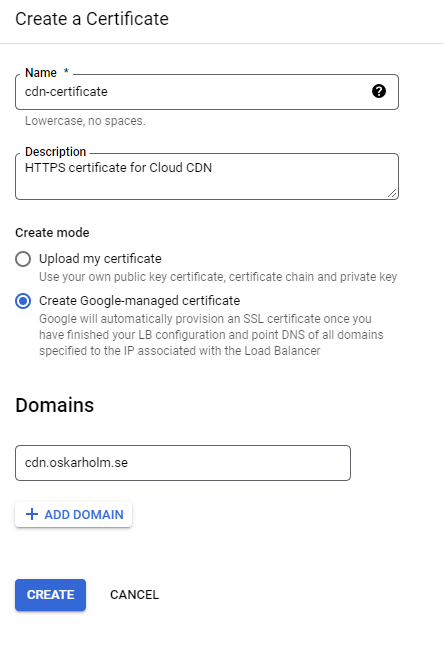 Create a Certificate
Name *
cdn-certificate
?
Lowercase, no spaces.
Description
HTTPS certificate for Cloud CDN
Create mode
Upload my certificate
Use your own public key certificate, certificate chain and private key
Create Google-managed certificate
Google will automatically provision an SSL certificate once you
have finished your LB configuration and point DNS of all domains
specified to the IP associated with the Load Balancer
Domains
cdn.oskarholm.se
+ ADD DOMAIN
CREATE CANCEL